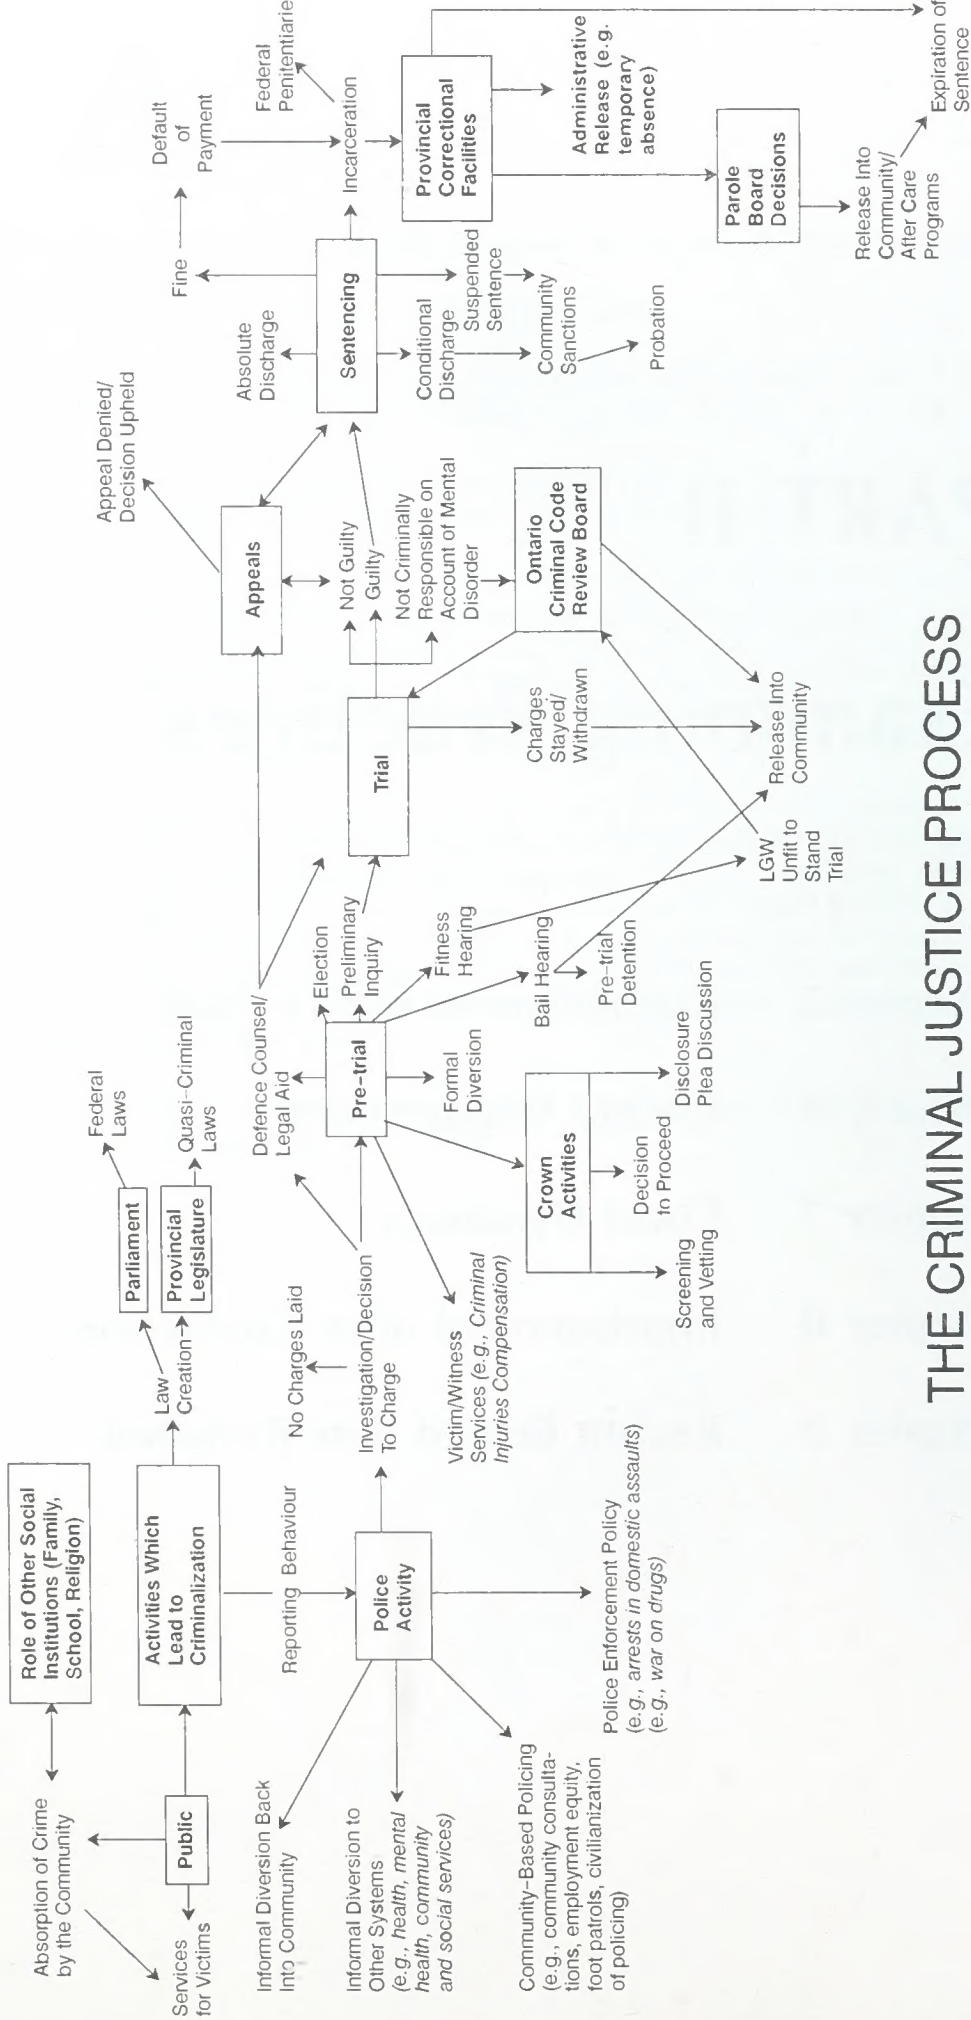 Role of Other Social
Institutions (Family,
School, Religion)
Absorption of Crime
by the Community
Public
Services
for Victims
Activities Which
Lead to
Criminalization
Law
Creation
Parliament
Provincial
Legislature
Federal
Laws
Quasi-Criminal
Laws
Reporting Behaviour
Informal Diversion Back
Into Community
Informal Diversion to
Other Systems
(e.g., health, mental
health, community
and social services)
Police
Activity
Community-Based Policing
(e.g., community consulta-
tions, employment equity,
foot patrols, civilianization
of policing)
Police Enforcement Policy
(e.g., arrests in domestic assaults)
(e.g., war on drugs)
No Charges Laid
Investigation/Decision
To Charge
Victim/Witness
Services (e.g., Criminal
Injuries Compensation)
Defence Counsel/
Legal Aid
Pre-trial
Election
Preliminary
Inquiry
Fitness
Hearing
Bail Hearing
Pre-trial
Detention
Formal
Diversion
Crown
Activities
Screening
and Vetting
Decision
to Proceed
Disclosure
Plea Discussion
LGW
Unfit to
Stand
Trial
Release Into
Community
Trial
Charges
Stayed/
Withdrawn
Appeals
Appeal Denied/
Decision Upheld
Not Guilty
Guilty
Not Criminally
Responsible on
Account of Mental
Disorder
Ontario
Criminal Code
Review Board
Sentencing
Absolute
Discharge
Fine
Default
of
Payment
Conditional
Discharge
Suspended
Sentence
Community
Sanctions
Probation
Incarceration
Federal
Penitentiarie
Provincial
Correctional
Facilities
Administrative
Release (e.g.
temporary
absence)
Parole
Board
Decisions
Release Into
Community/
After Care
Programs
Expiration of
Sentence
THE CRIMINAL JUSTICE PROCESS